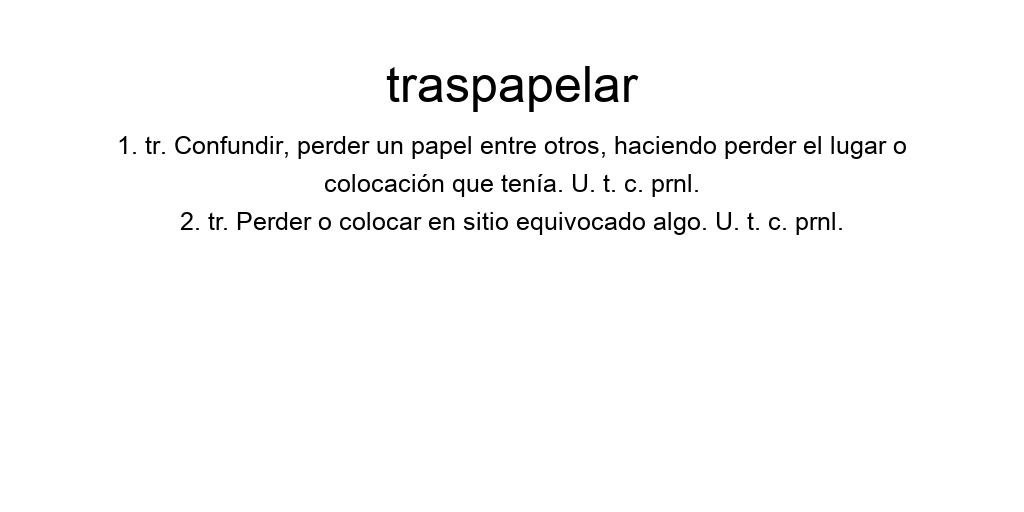 traspapelar
1. tr. Confundir, perder un papel entre otros, haciendo perder el lugar o
colocación que tenía. U. t. c. prnl.
2. tr. Perder o colocar en sitio equivocado algo. U. t. c. prnl.